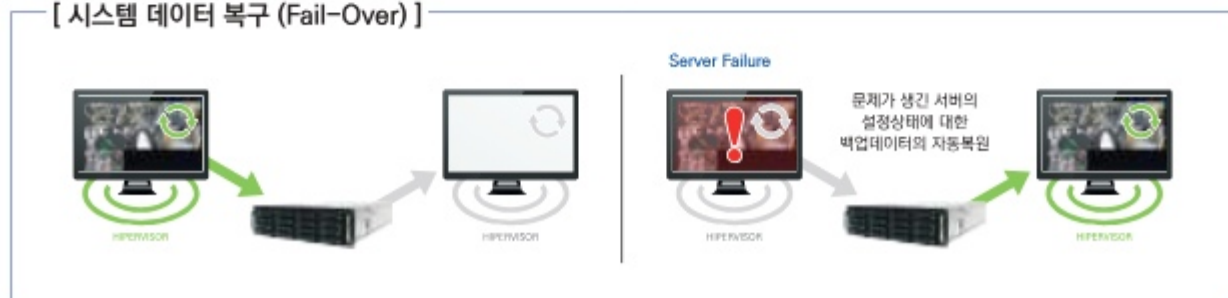 [ 시스템 데이터 복구 (Fail-Over) ]
Server Failure
문제가 생긴 서버의
설정상태에 대한
백업데이터의 자동복원
HIPERVISOR
HIPERVISOR
HIPERVISOR
HIPERVISOR